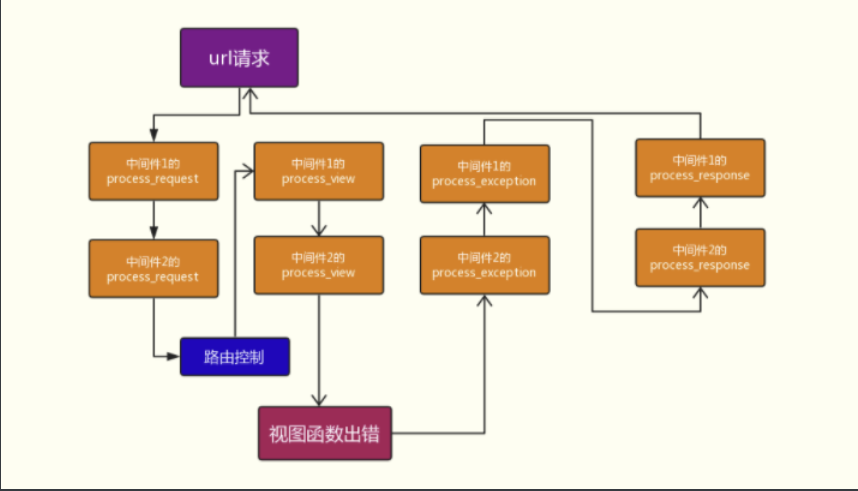 url请求
中间件1的
process_request
中间件2的
process_request
路由控制
中间件1的
process_view
中间件2的
process_view
视图函数出错
中间件1的
process_exception
中间件2的
process_exception
中间件1的
process_response
中间件2的
process_response